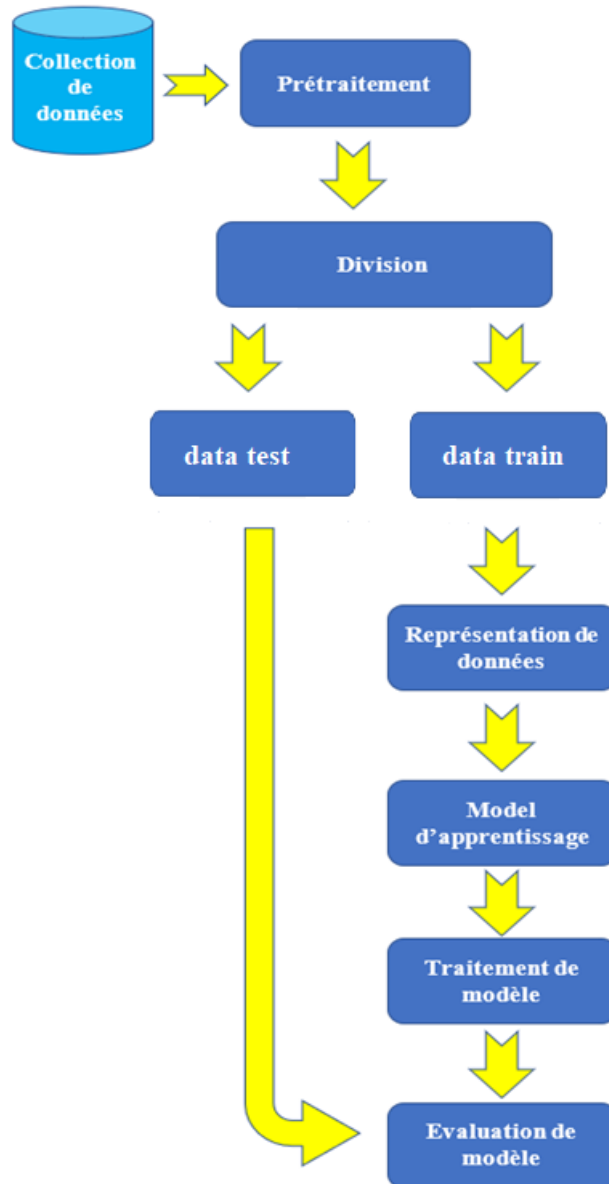 Collection
de
données
Prétraitement
Division
data test
data train
Représentation de
données
Model
d’apprentissage
Traitement de
modèle
Evaluation de
modèle